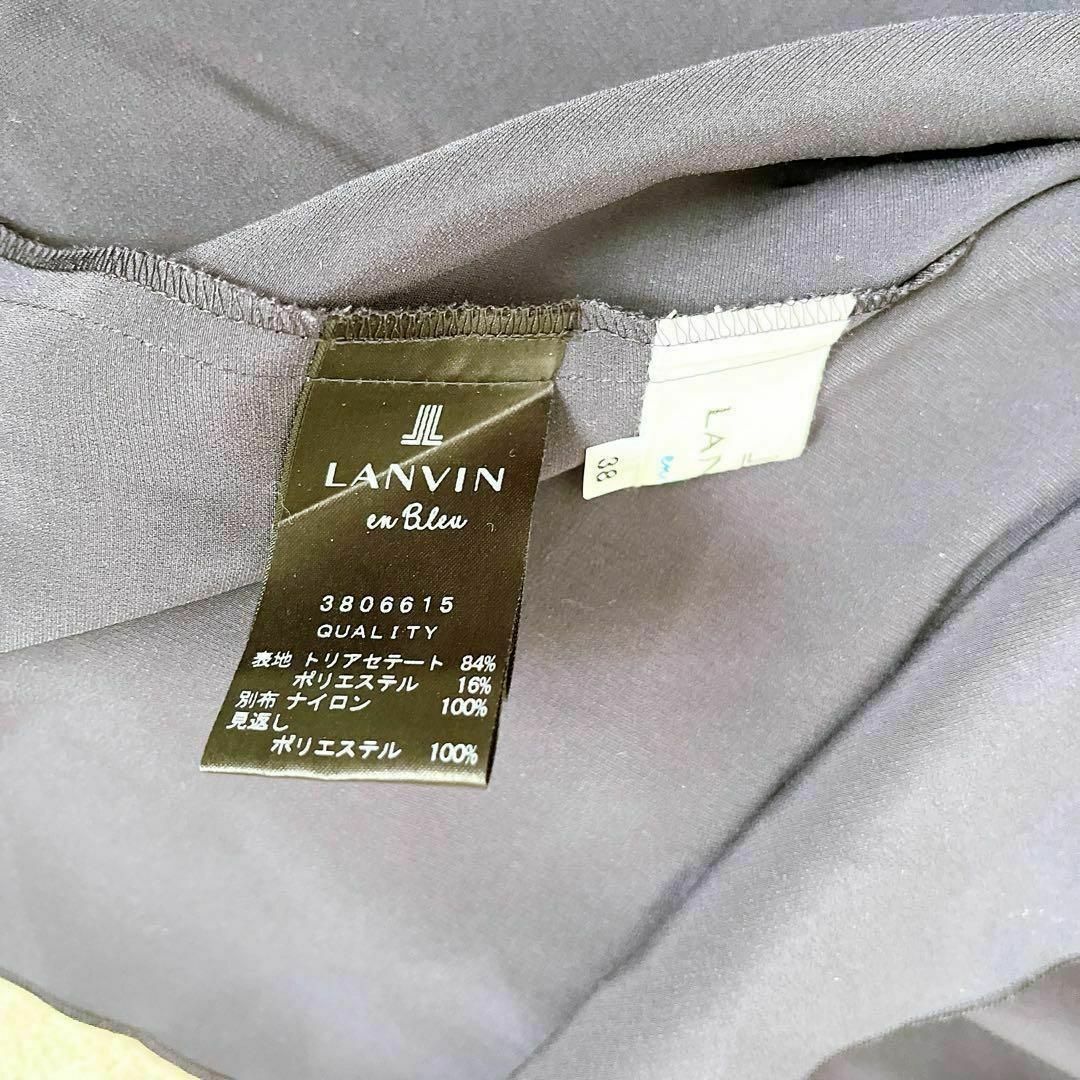 LANVIN
en Bleu
3806615
QUALITY
表地 トリアセテート 84%
ポリエステル 16%
別布 ナイロン 100%
見返し
ポリエステル 100%
38